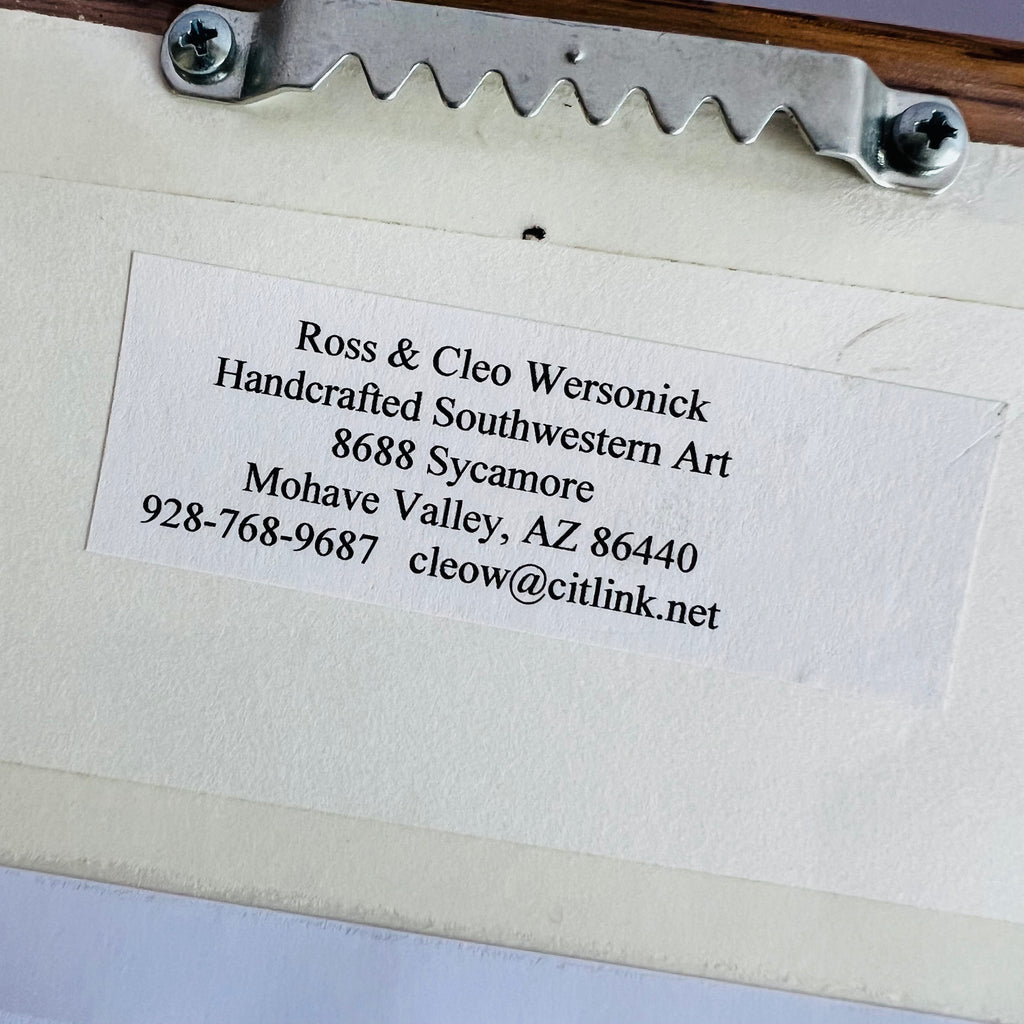 Ross & Cleo Wersonick
Handcrafted Southwestern Art
8688 Sycamore
Mohave Valley, AZ 86440
928-768-9687 cleow@citlink.net